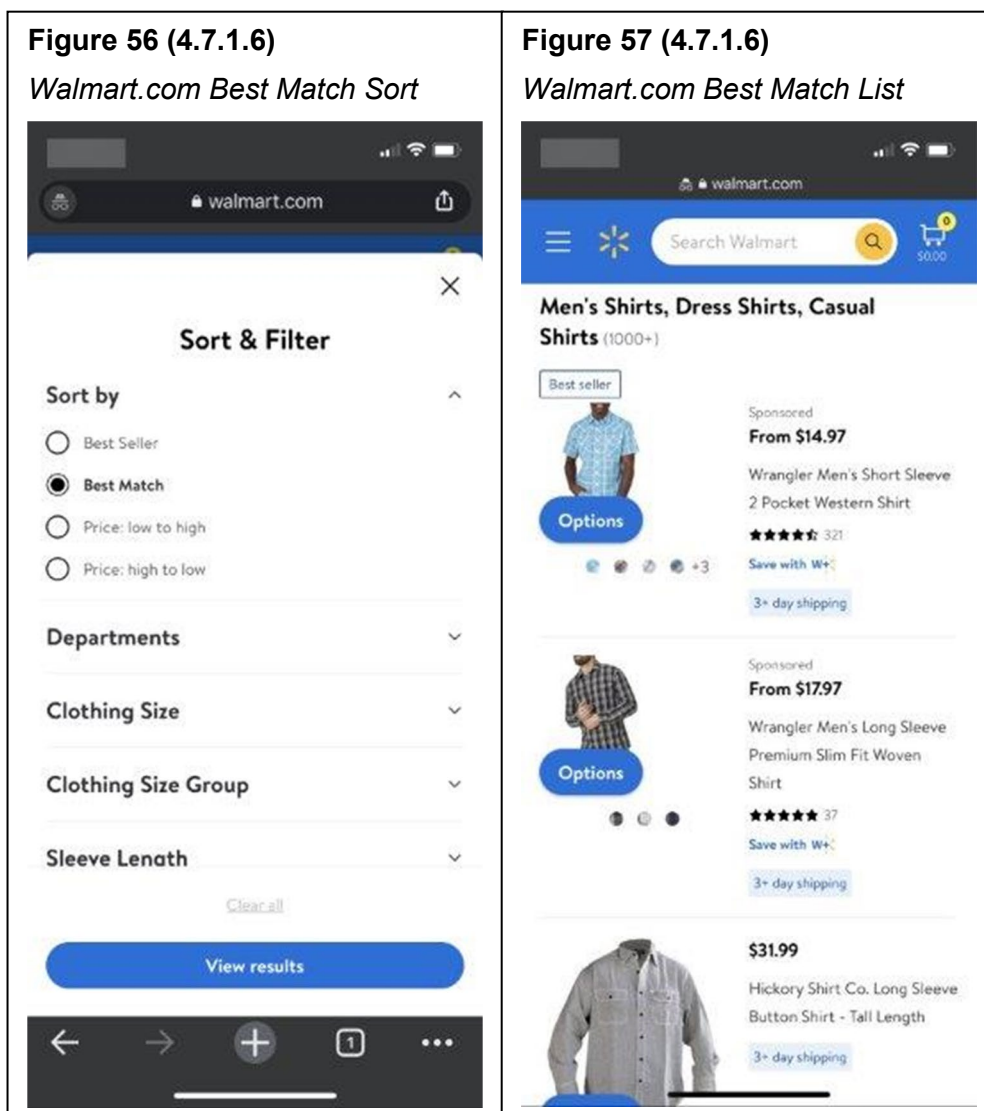 Figure 56 (4.7.1.6)
Walmart.com Best Match Sort
walmart.com
Sort & Filter
Sort by
Best Seller
Best Match
Price: low to high
Price: high to low
Departments
Clothing Size
Clothing Size Group
Sleeve Length
Clear all
View results
1
Figure 57 (4.7.1.6)
Walmart.com Best Match List
walmart.com
Search Walmart
0
$0.00
Men's Shirts, Dress Shirts, Casual
Shirts (1000+)
Best seller
Sponsored
From $14.97
Wrangler Men's Short Sleeve
2 Pocket Western Shirt
321
Options
+3
Save with W+
3+ day shipping
Sponsored
From $17.97
Wrangler Men's Long Sleeve
Premium Slim Fit Woven
Shirt
Options
37
Save with W+
3+ day shipping
$31.99
Hickory Shirt Co. Long Sleeve
Button Shirt - Tall Length
3+ day shipping